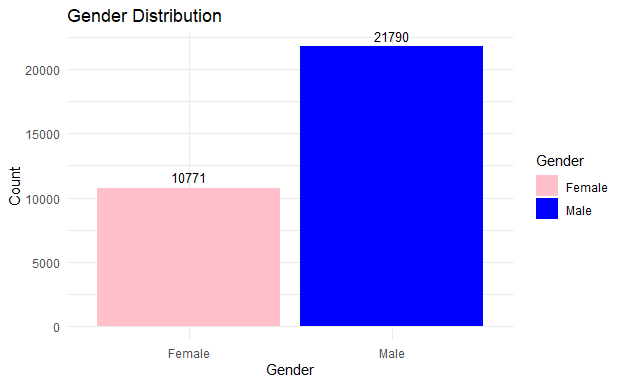 Gender Distribution
21790
20000
15000
10771
10000
5000
0
Count
Female
Male
Gender
Gender
Female
Male